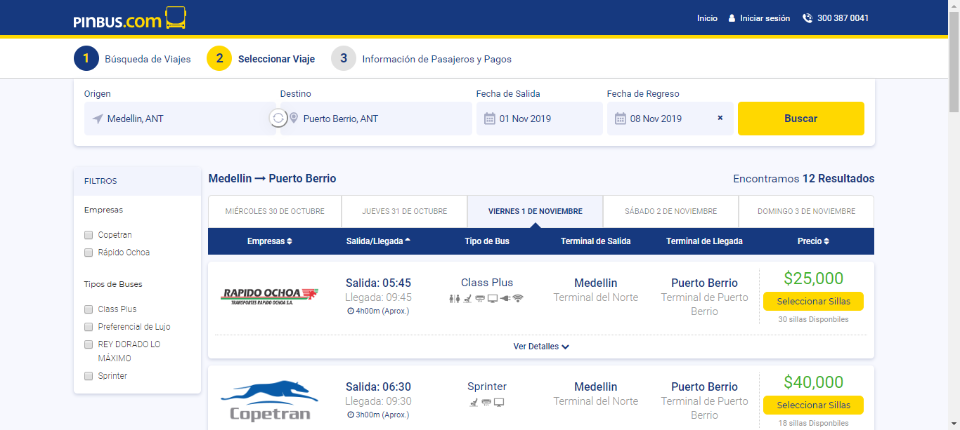 PINBUS.com
Inicio Iniciar sesión 300 387 0041
1 Búsqueda de Viajes 2 Seleccionar Viaje 3 Información de Pasajeros y Pagos
Origen Destino Fecha de Salida Fecha de Regreso
Medellin, ANT Puerto Berrio, ANT 01 Nov 2019 08 Nov 2019 × Buscar
FILTROS
Empresas
Copetran
Rápido Ochoa
Tipos de Buses
Class Plus
Preferencial de Lujo
REY DORADO LO
MÁXIMO
Sprinter
Medellin Puerto Berrio Encontramos 12 Resultados
MIÉRCOLES 30 DE OCTUBRE JUEVES 31 DE OCTUBRE VIERNES 1 DE NOVIEMBRE SÁBADO 2 DE NOVIEMBRE DOMINGO 3 DE NOVIEMBRE
Empresas Salida/Llegada Tipo de Bus Terminal de Salida Terminal de Llegada Precio
RAPIDO OCHOA
TRANSPORTES RAPIDO OCHOA S.A.
Salida: 05:45
Llegada: 09:45
4h00m (Aprox.)
Class Plus
Medellin
Terminal del Norte
Puerto Berrio
Terminal de Puerto
Berrio
$25,000
Seleccionar Sillas
30 sillas Disponibles
Ver Detalles
Copetran
Salida: 06:30
Llegada: 09:30
3h00m (Aprox.)
Sprinter
Medellin
Terminal del Norte
Puerto Berrio
Terminal de Puerto
Berrio
$40,000
Seleccionar Sillas
18 sillas Disponibles